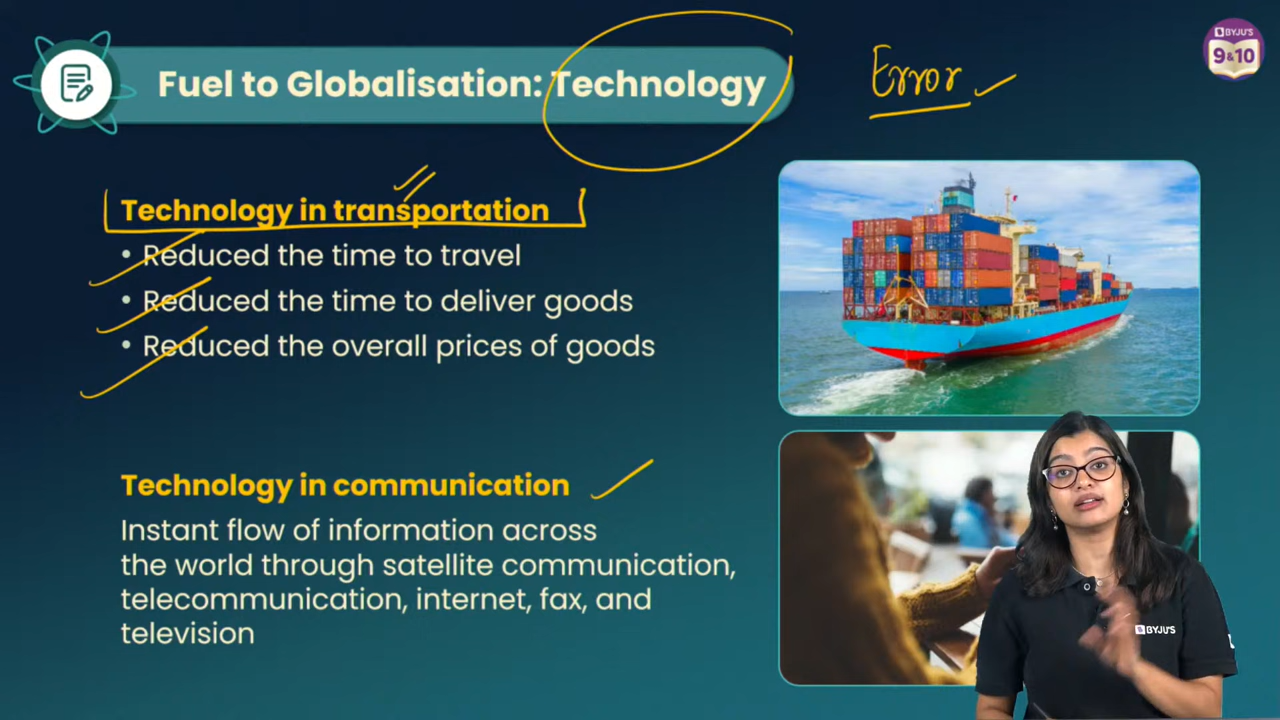 Fuel to Globalisation: Technology
Error
BYJU'S
9&10
Technology in transportation
• Reduced the time to travel
• Reduced the time to deliver goods
• Reduced the overall prices of goods
Technology in communication
Instant flow of information across
the world through satellite communication,
telecommunication, internet, fax, and
television
BYJU'S